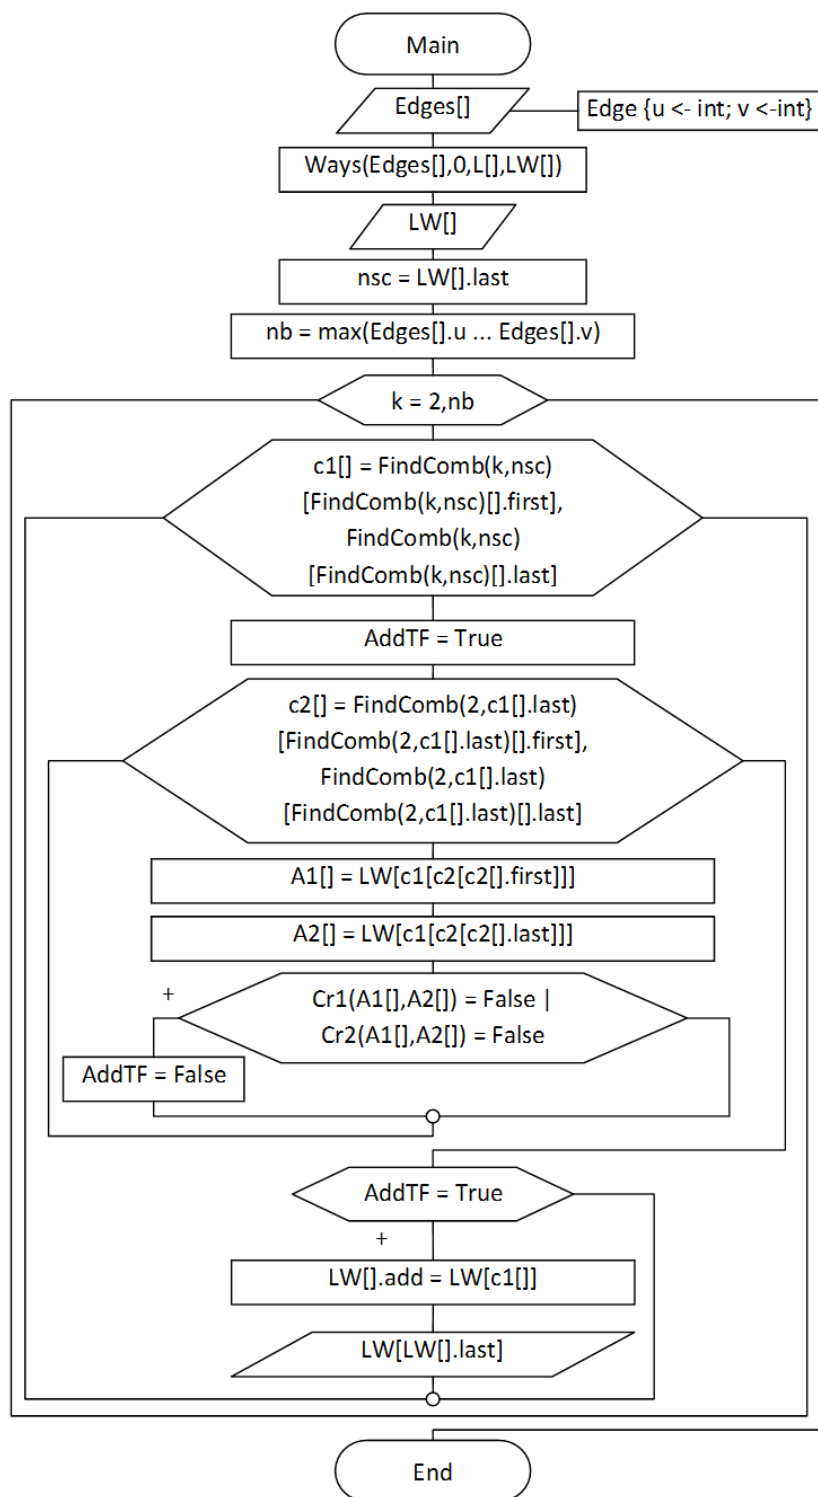 Main
Edges[]
Edge {u <- int; v <-int}
Ways(Edges[],0,L[],LW[])
LW[]
nsc = LW[].last
nb = max(Edges[].u ... Edges[].v)
k = 2,nb
c1[] = FindComb(k,nsc)
[FindComb(k,nsc)[].first],
FindComb(k,nsc)
[FindComb(k,nsc)[].last]
AddTF = True
c2[] = FindComb(2,c1[].last)
[FindComb(2,c1[].last)[].first],
FindComb(2,c1[].last)
[FindComb(2,c1[].last)[].last]
A1[] = LW[c1[c2[c2[].first]]]
A2[] = LW[c1[c2[c2[].last]]]
+
Cr1(A1[],A2[]) = False |
Cr2(A1[],A2[]) = False
AddTF = False
AddTF = True
+
LW[].add = LW[c1[]]
LW[LW[].last]
End